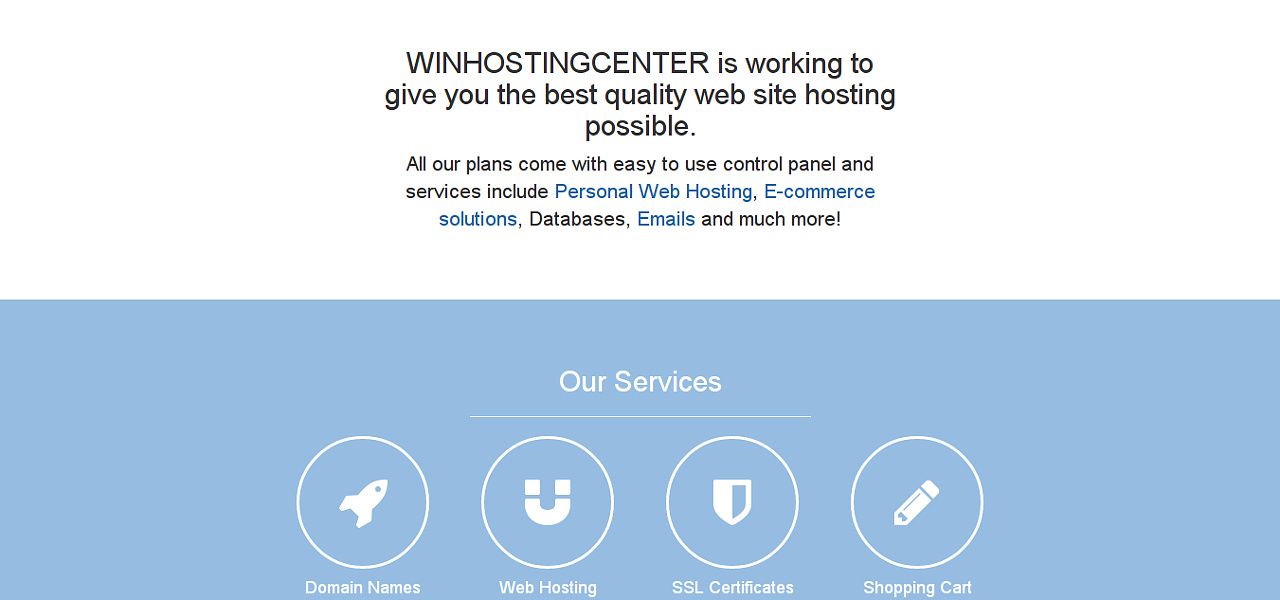 WINHOSTINGCENTER is working to
give you the best quality web site hosting
possible.
All our plans come with easy to use control panel and
services include Personal Web Hosting, E-commerce
solutions, Databases, Emails and much more!
Our Services
Domain Names
Web Hosting
SSL Certificates
Shopping Cart